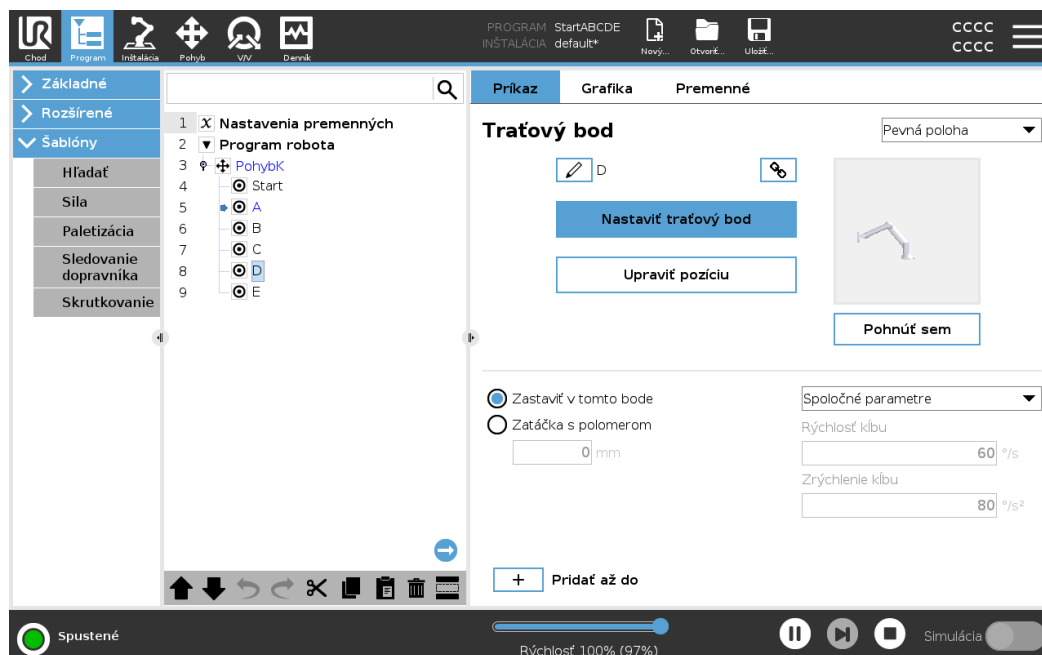 PROGRAM StartABCDE
INŠTALÁCIA default*
CCCC
CCCC
Chod
Program
Inštalácia
Pohyb
V/V
Denník
Nový...
Otvoriť...
Uložiť...
Základné
Rozšírené
Šablóny
Hľadať
Sila
Paletizácia
Sledovanie
dopravníka
Skrutkovanie
1 X Nastavenia premenných
2 Program robota
3 PohybK
4 Start
5 A
6 B
7 C
8 D
9 E
Príkaz Grafika Premenné
Traťový bod
Pevná poloha
D
Nastaviť traťový bod
Upraviť pozíciu
Pohnúť sem
Zastaviť v tomto bode
Zatáčka s polomerom
0 mm
Spoločné parametre
Rýchlosť kĺbu
60 °/s
Zrýchlenie kĺbu
80 °/s²
+ Pridať až do
Spustené
Rýchlosť 100% (97%)
Simulácia